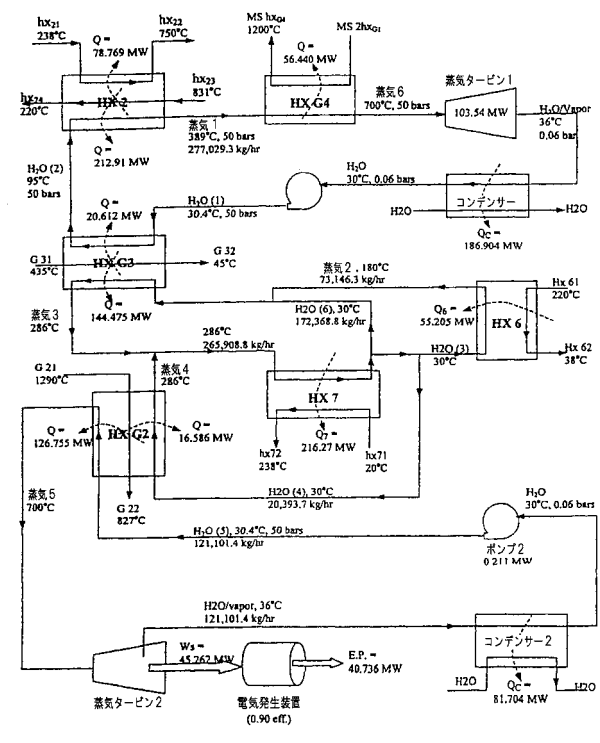 hx21
238°C
hx22
750°C
MS hxG4
1200°C
MS 2hxG1
Q =
78.769 MW
Q =
56.440 MW
hx23
831°C
HX 2
hx24
220°C
HX G4
蒸気 6
700°C, 50 bars
蒸気タービン 1
103.54 MW
H2O/Vapor
36°C
0,06 bar
蒸気 1
389°C, 50 bars
277,029.3 kg/hr
Q =
212.91 MW
H2O (2)
95°C
50 bars
H2O
30°C, 0.06 bars
Q =
20.612 MW
H2O (1)
30.4°C, 50 bars
コンデンサー
H2O
H2O
QC =
186.904 MW
G 31
435°C
HX G3
G 32
45°C
蒸気 2 , 180°C
73,146.3 kg/hr
Hx 61
220°C
蒸気 3
286°C
Q =
144.475 MW
H2O (6), 30°C
172,368.8 kg/hr
Q6 =
55.205 MW
HX 6
286°C
265,908.8 kg/hr
H2O (3)
30°C
Hx 62
38°C
G 21
1290°C
蒸気 4
286°C
HX 7
Q =
126.755 MW
HX G2
Q =
16.586 MW
hx72
238°C
Q7 =
216.27 MW
hx71
20°C
蒸気 5
700°C
G 22
827°C
H2O (4), 30°C
20,393.7 kg/hr
H2O
30°C, 0.06 bars
H2O (5), 30.4°C, 50 bars
121,101.4 kg/hr
ポンプ 2
0.211 MW
H2O/vapor, 36°C
121,101.4 kg/hr
Ws =
45.262 MW
E.P. =
40.736 MW
コンデンサー 2
蒸気タービン 2
電気発生装置
(0.90 eff.)
H2O
QC =
81.704 MW
H2O